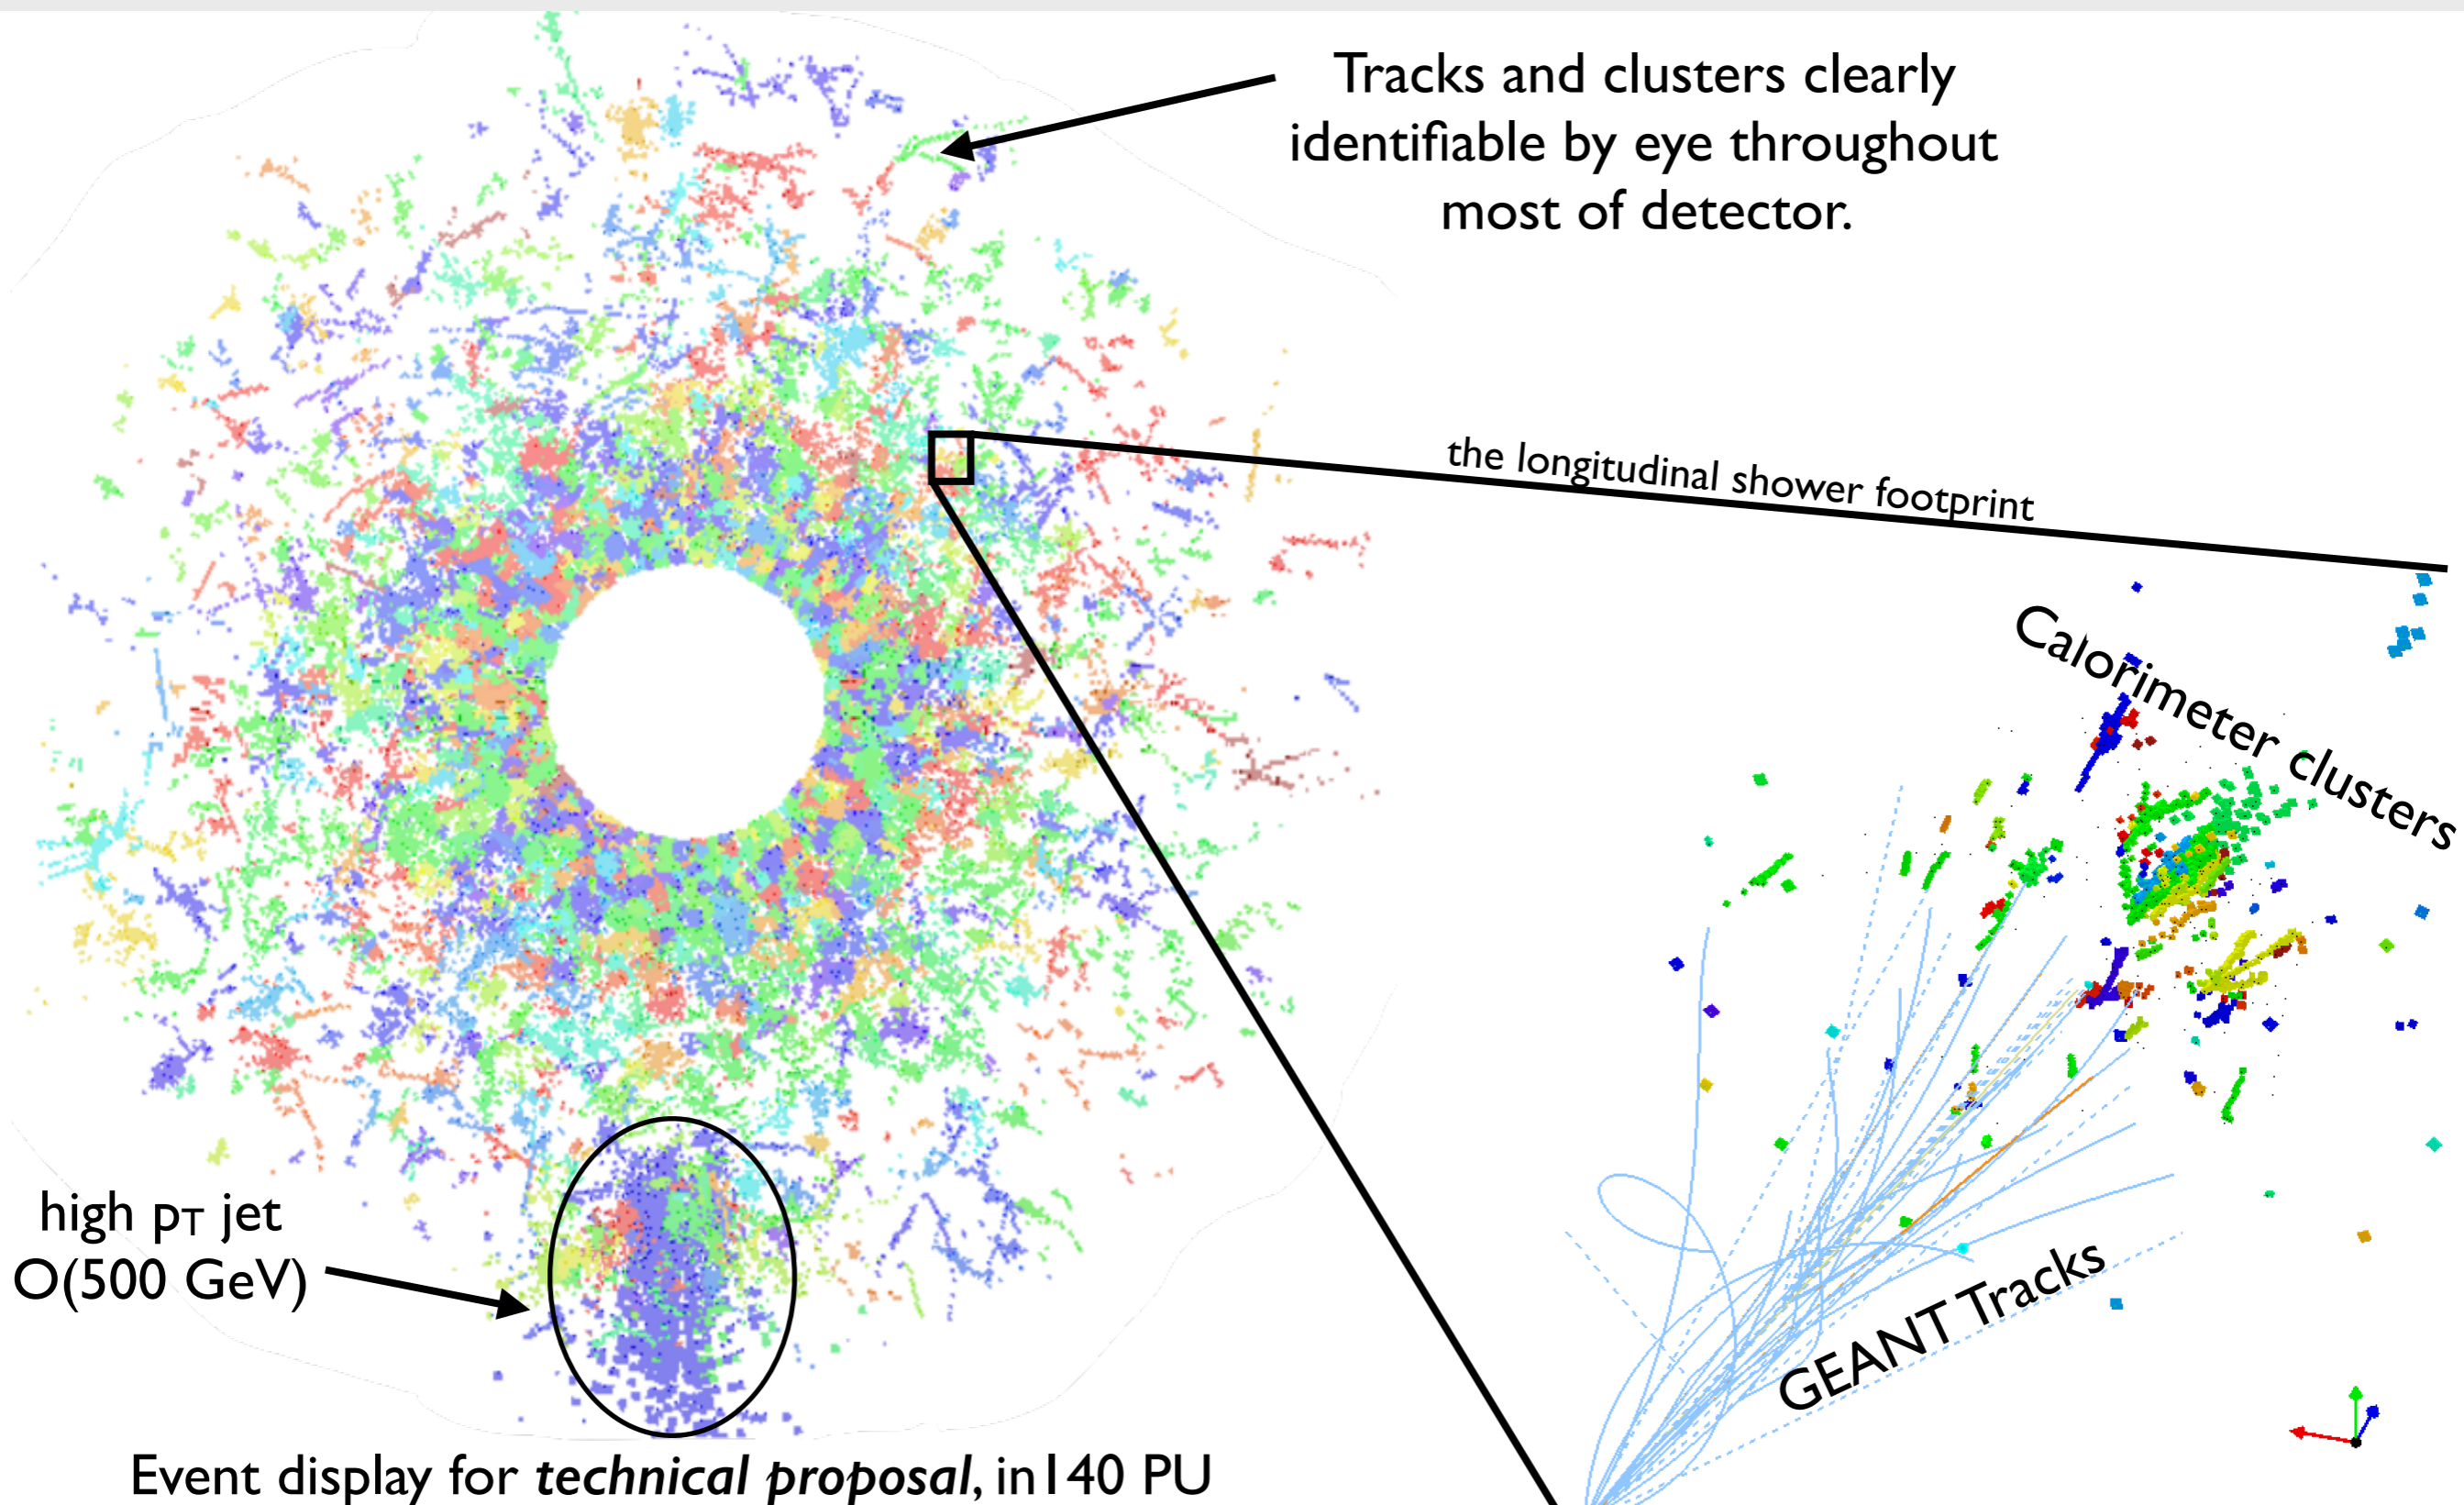 Tracks and clusters clearly
identifiable by eye throughout
most of detector.
the longitudinal shower footprint
Calorimeter clusters
high pT jet
O(500 GeV)
GEANT Tracks
Event display for technical proposal, in140 PU